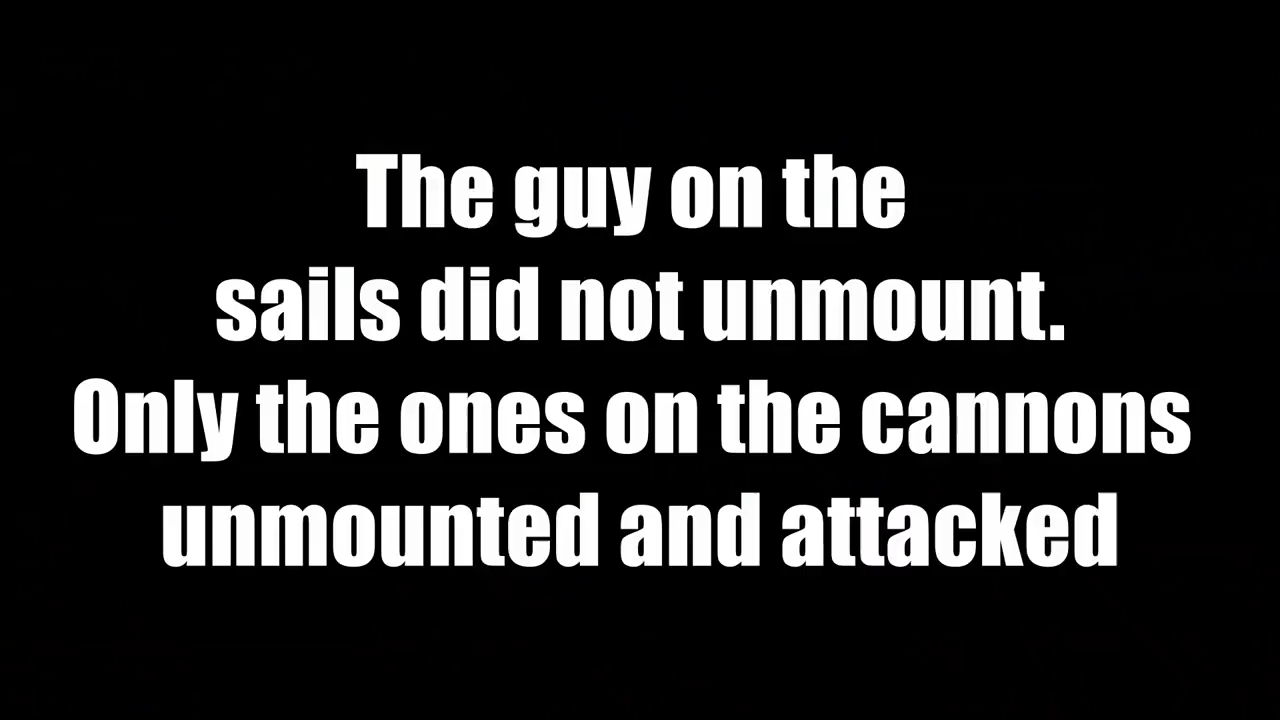 The guy on the
sails did not unmount.
Only the ones on the cannons
unmounted and attacked